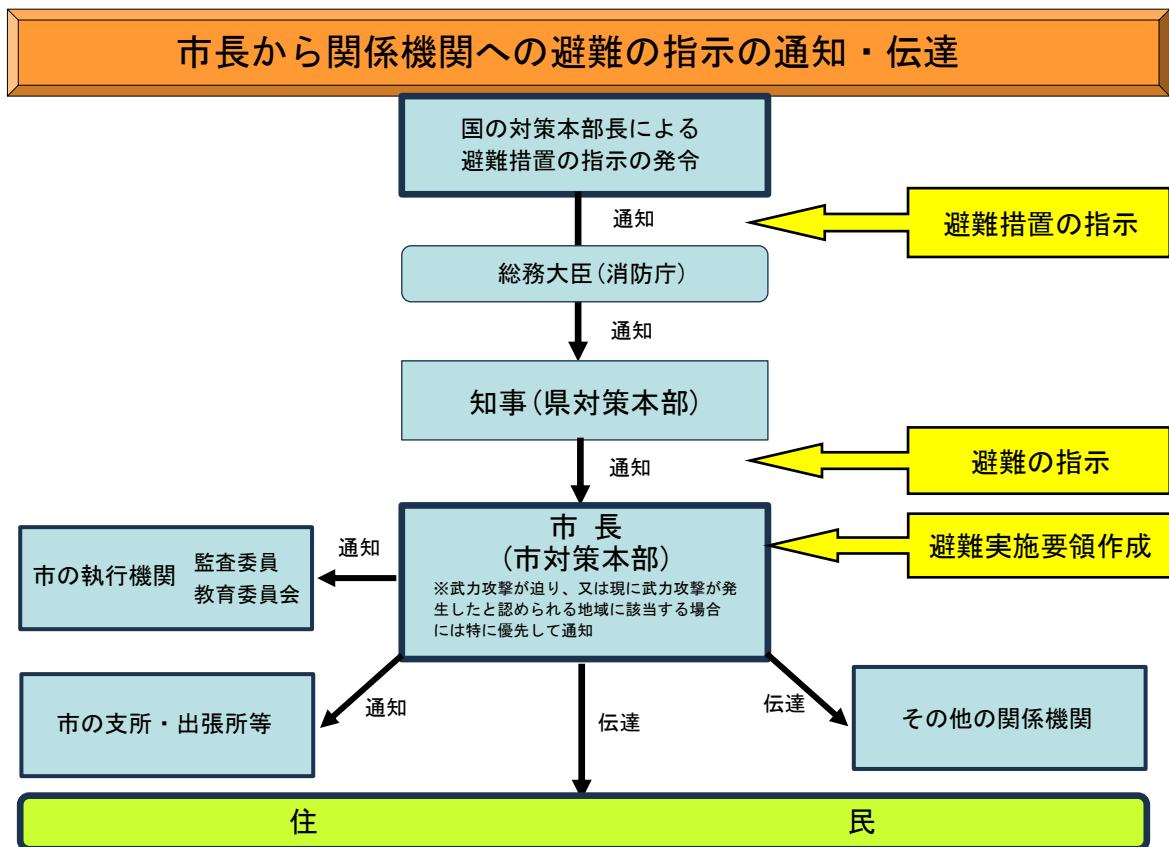 市長から関係機関への避難の指示の通知・伝達
国の対策本部長による
避難措置の指示の発令
通知
避難措置の指示
総務大臣(消防庁)
通知
知事(県対策本部)
通知
避難の指示
市 長
(市対策本部)
※武力攻撃が迫り、又は現に武力攻撃が発
生したと認められる地域に該当する場合
には特に優先して通知
避難実施要領作成
通知
市の執行機関 監査委員
教育委員会
通知
市の支所・出張所等
伝達
伝達
その他の関係機関
住 民